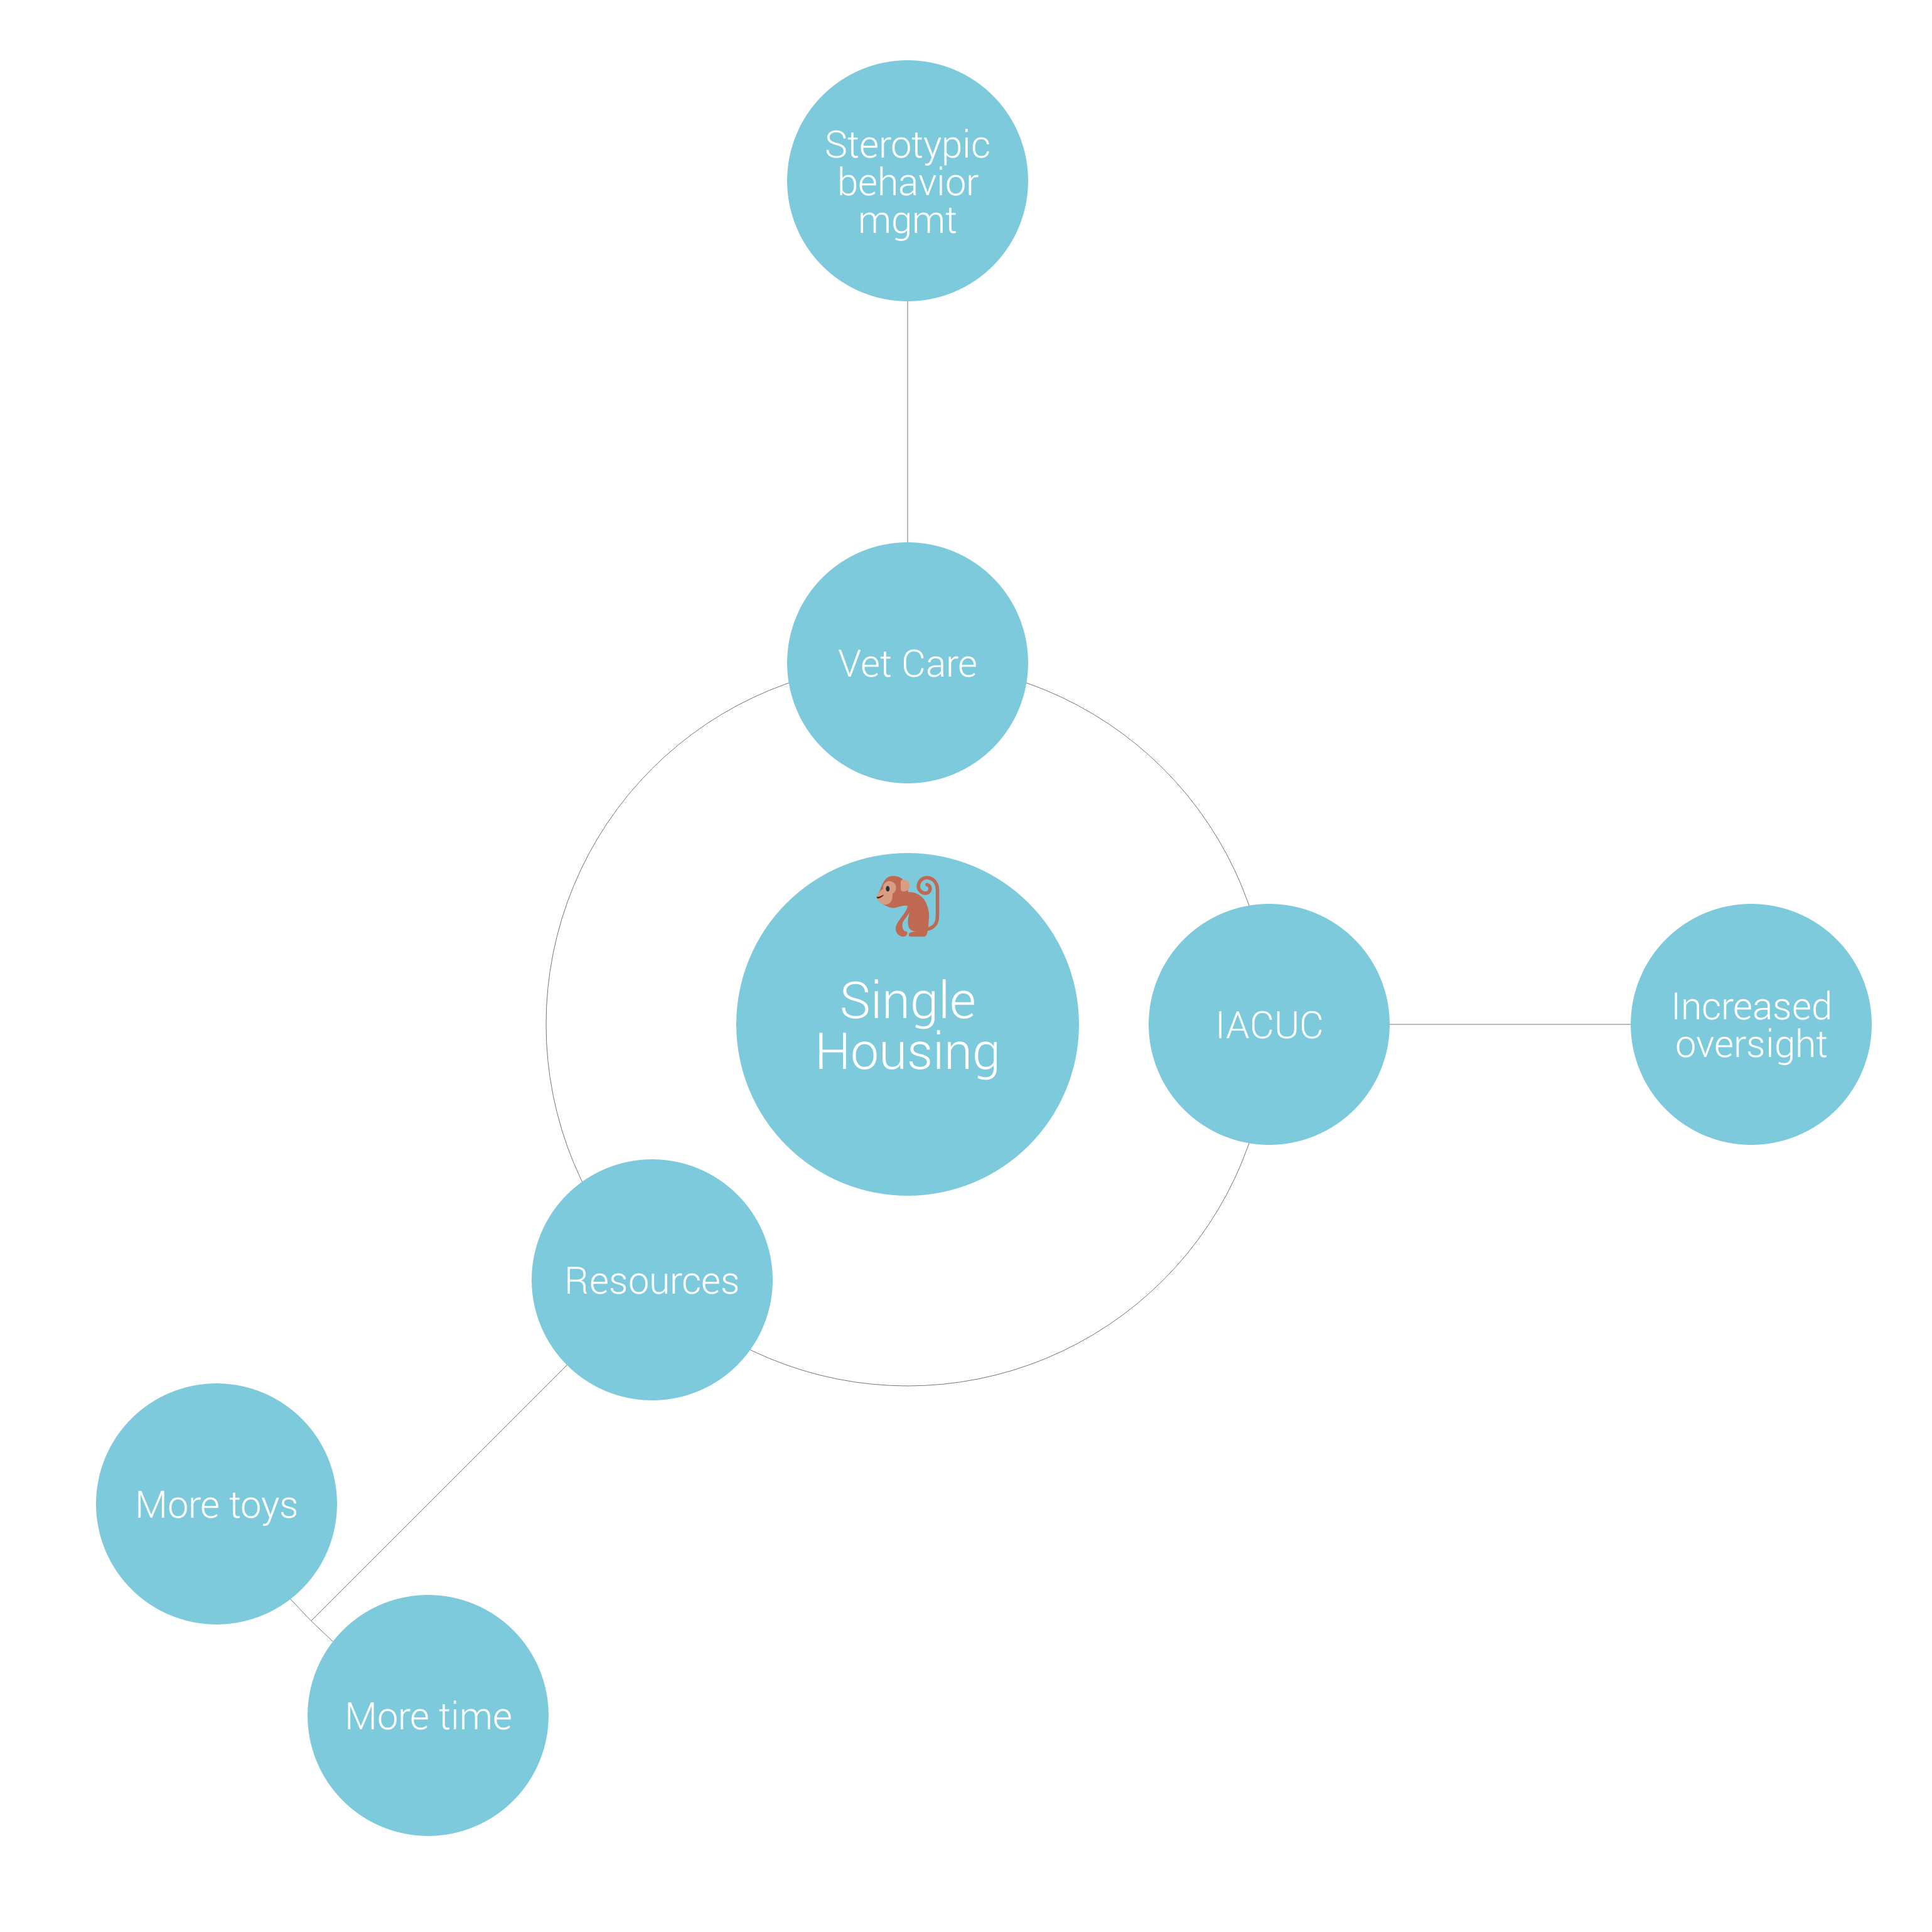 Sterotypic
behavior
mgmt
Vet Care
Single
Housing
IACUC
Increased
oversight
Resources
More toys
More time